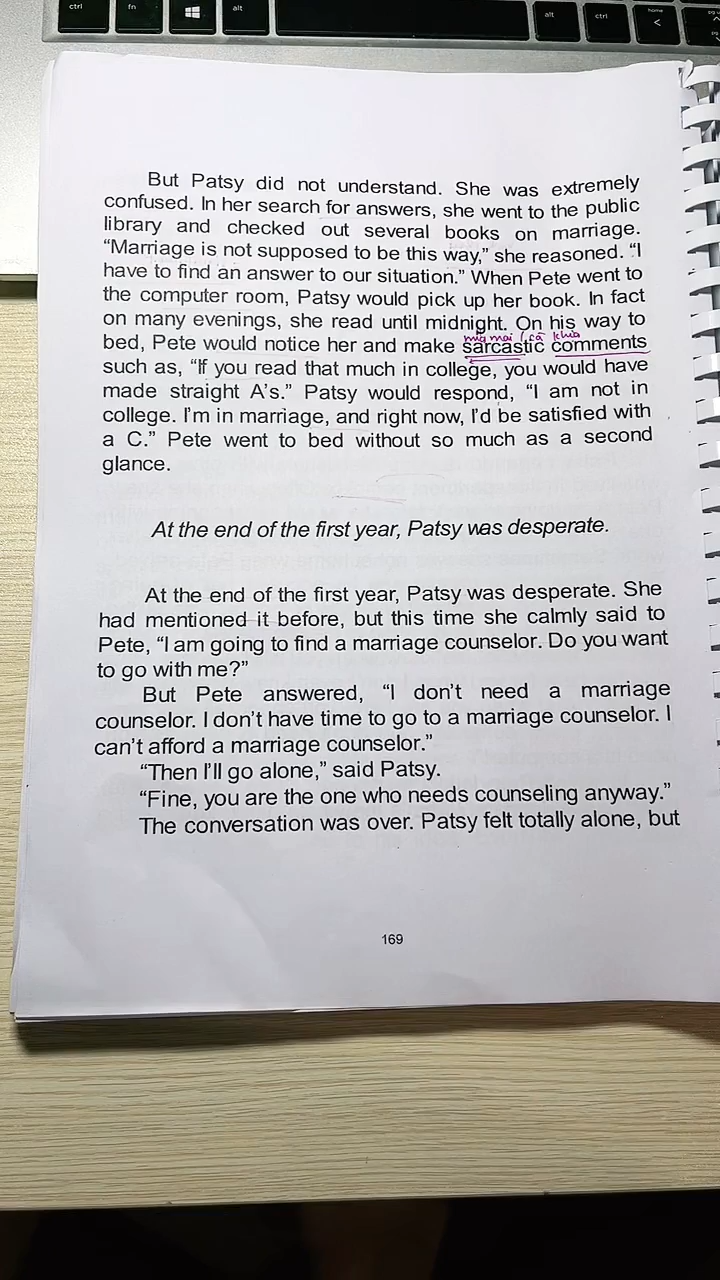 ctrl fn alt alt ctrl home
But Patsy did not understand. She was extremely
confused. In her search for answers, she went to the public
library and checked out several books on marriage.
“Marriage is not supposed to be this way,” she reasoned. “I
have to find an answer to our situation.” When Pete went to
the computer room, Patsy would pick up her book. In fact
on many evenings, she read until midnight. On his way to
mỉa mai, cà khịa
bed, Pete would notice her and make sarcastic comments
such as, “If you read that much in college, you would have
made straight A’s.” Patsy would respond, “I am not in
college. I’m in marriage, and right now, I’d be satisfied with
a C.” Pete went to bed without so much as a second
glance.
At the end of the first year, Patsy was desperate.
At the end of the first year, Patsy was desperate. She
had mentioned it before, but this time she calmly said to
Pete, “I am going to find a marriage counselor. Do you want
to go with me?”
But Pete answered, “I don’t need a marriage
counselor. I don’t have time to go to a marriage counselor. I
can’t afford a marriage counselor.”
“Then I’ll go alone,” said Patsy.
“Fine, you are the one who needs counseling anyway.”
The conversation was over. Patsy felt totally alone, but
169